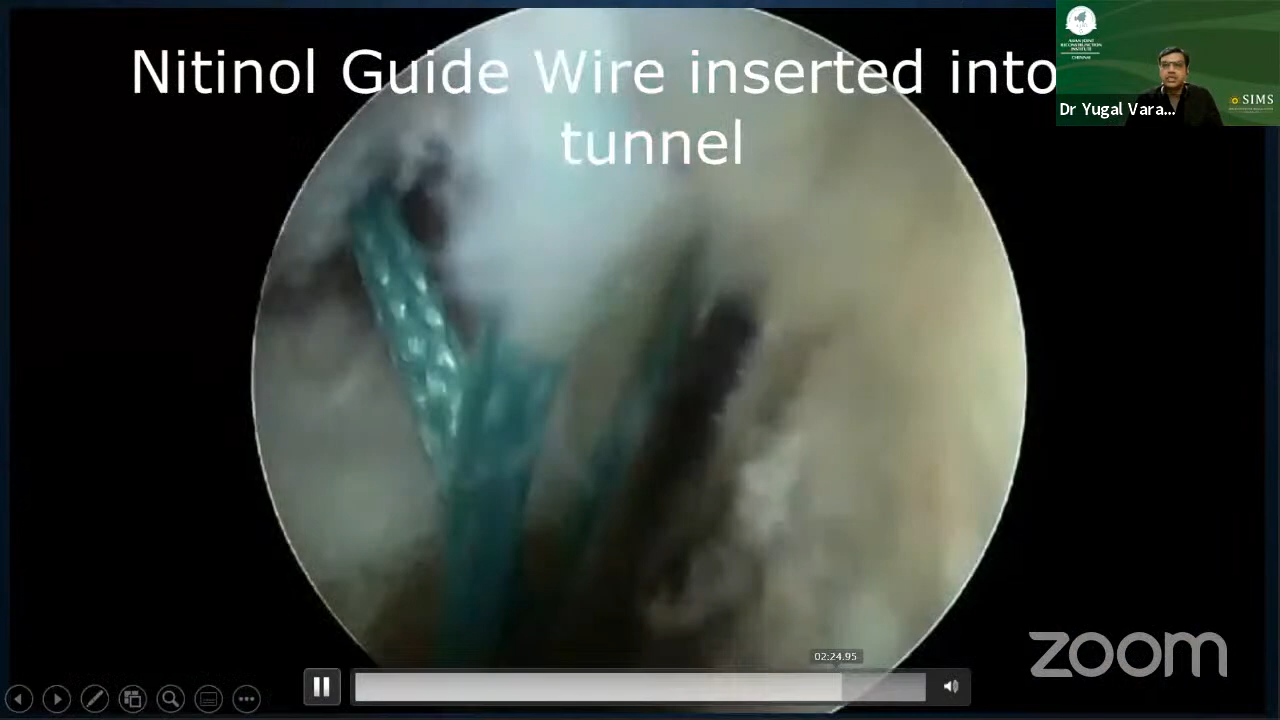 Nitinol Guide Wire inserted into
tunnel
SIMS
Dr Yugal Vara...
02:24.95
zoom